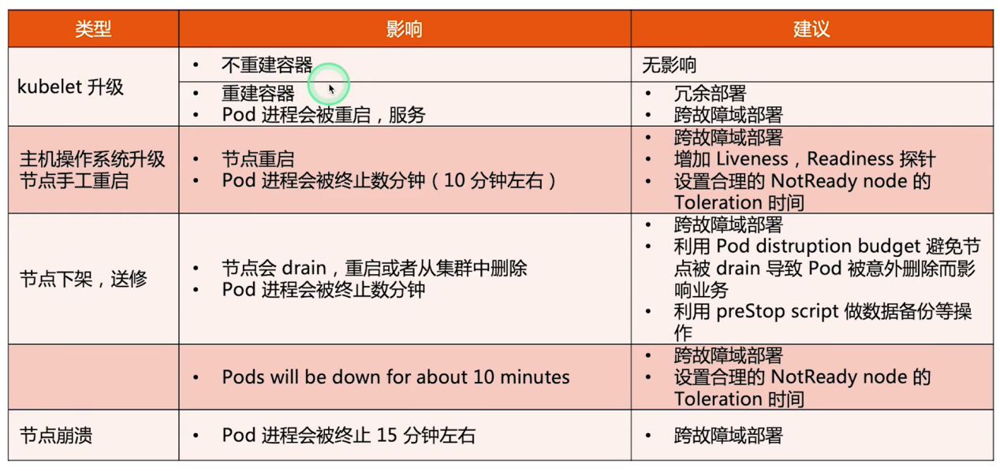 类型 影响 建议
kubelet 升级
• 不重建容器
无影响
• 重建容器
• Pod 进程会被重启，服务
• 冗余部署
• 跨故障域部署
主机操作系统升级
节点手工重启
• 节点重启
• Pod 进程会被终止数分钟（10 分钟左右）
• 跨故障域部署
• 增加 Liveness，Readiness 探针
• 设置合理的 NotReady node 的
Toleration 时间
节点下架，送修
• 节点会 drain，重启或者从集群中删除
• Pod 进程会被终止数分钟
• 跨故障域部署
• 利用 Pod distruption budget 避免节
点被 drain 导致 Pod 被意外删除而影
响业务
• 利用 preStop script 做数据备份等操
作
• Pods will be down for about 10 minutes
• 跨故障域部署
• 设置合理的 NotReady node 的
Toleration 时间
节点崩溃
• Pod 进程会被终止 15 分钟左右
• 跨故障域部署